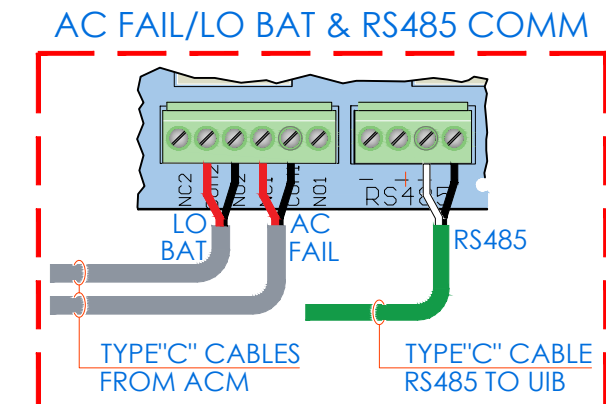 AC FAIL/LO BAT & RS485 COMM
NC2
COM2
NO2
NC1
COM1
NO1
– + +
RS485
LO
BAT
AC
FAIL
RS485
TYPE"C" CABLES
FROM ACM
TYPE"C" CABLE
RS485 TO UIB